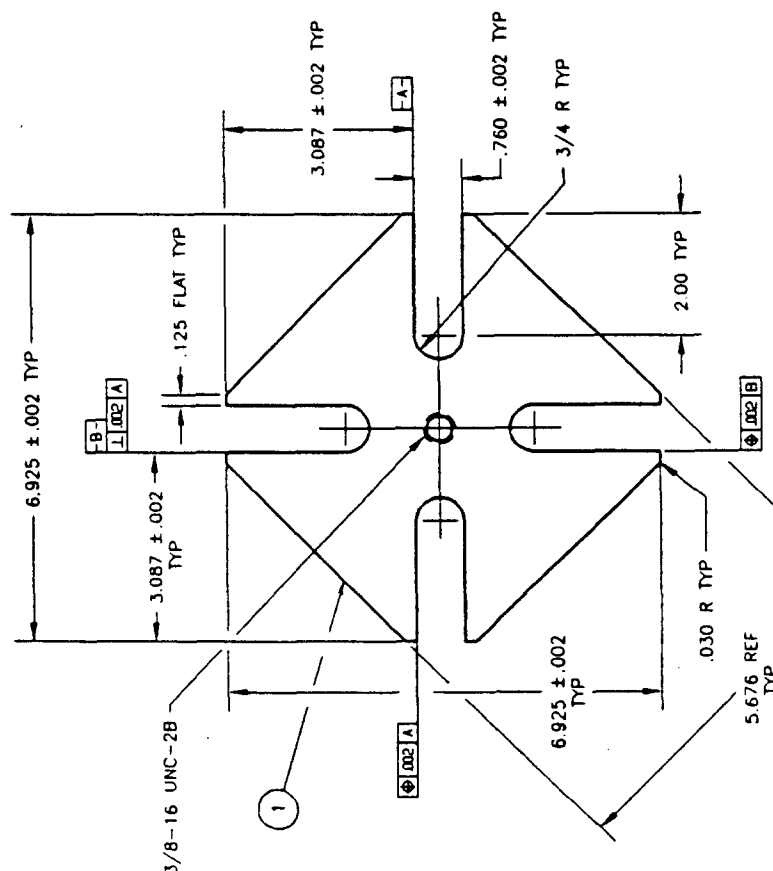 6.925 ±.002 TYP
3.087 ±.002
TYP
-B-
⊥ .002 A
.125 FLAT TYP
3.087 ±.002 TYP
-A-
.760 ±.002 TYP
3/4 R TYP
2.00 TYP
3/8-16 UNC-2B
1
⌖ .002 A
6.925 ±.002
TYP
5.676 REF
TYP
.030 R TYP
⌖ .002 B